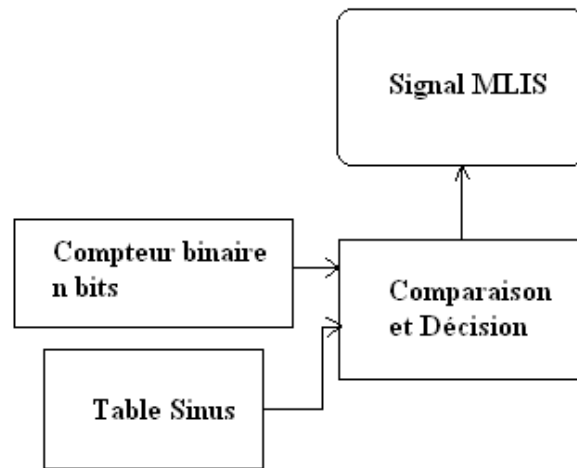 Signal MLIS
Compteur binaire
n bits
Comparaison
et Décision
Table Sinus